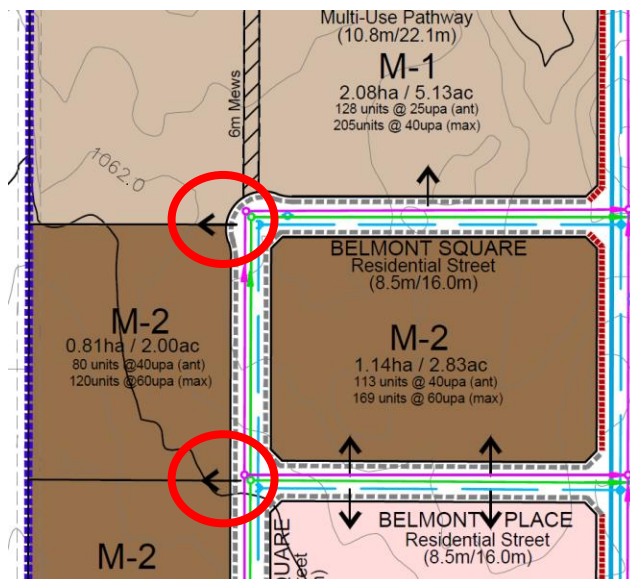 Multi-Use Pathway
(10.8m/22.1m)
M-1
2.08ha / 5.13ac
128 units @ 25upa (ant)
205units @ 40upa (max)
6m Mews
1062.0
BELMONT SQUARE
Residential Street
(8.5m/16.0m)
M-2
0.81ha / 2.00ac
80 units @40upa (ant)
120units @60upa (max)
M-2
1.14ha / 2.83ac
113 units @ 40upa (ant)
169 units @ 60upa (max)
BELMONT PLACE
Residential Street
(8.5m/16.0m)
M-2